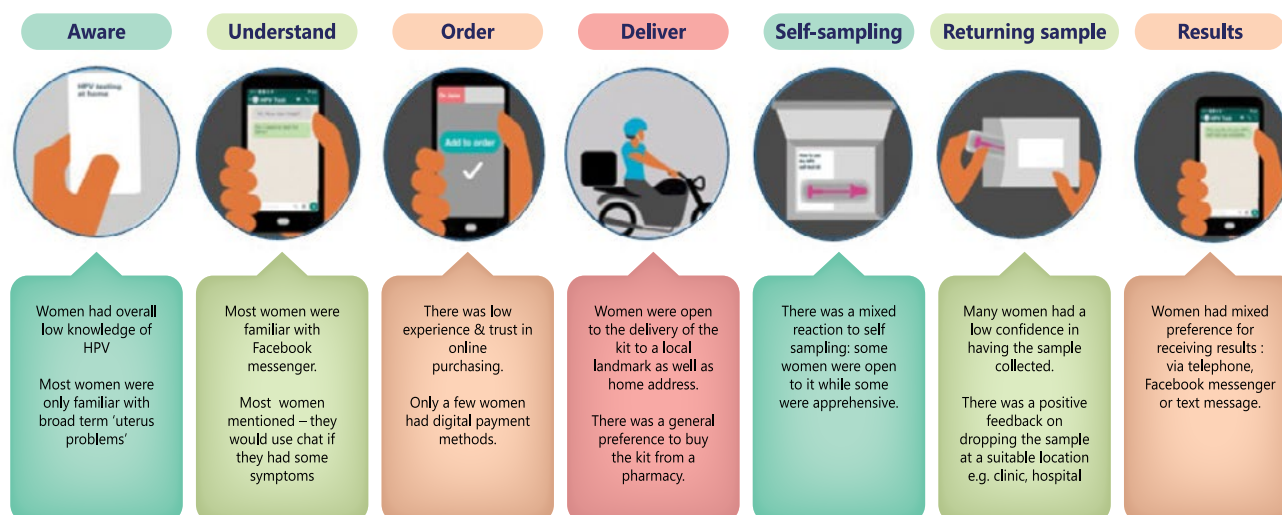 Aware
Understand
Order
Deliver
Self-sampling
Returning sample
Results
HPV testing
at home
HPV Test
Add to order
HPV Test
Women had overall
low knowledge of
HPV
Most women were
only familiar with
broad term ‘uterus
problems’
Most women were
familiar with
Facebook
messenger.
Most women
mentioned – they
would use chat if
they had some
symptoms
There was low
experience & trust in
online
purchasing.
Only a few women
had digital payment
methods.
Women were open
to the delivery of the
kit to a local
landmark as well as
home address.
There was a general
preference to buy
the kit from a
pharmacy.
There was a mixed
reaction to self
sampling: some
women were open
to it while some
were apprehensive.
Many women had a
low confidence in
having the sample
collected.
There was a positive
feedback on
dropping the sample
at a suitable location
e.g. clinic, hospital
Women had mixed
preference for
receiving results :
via telephone,
Facebook messenger
or text message.